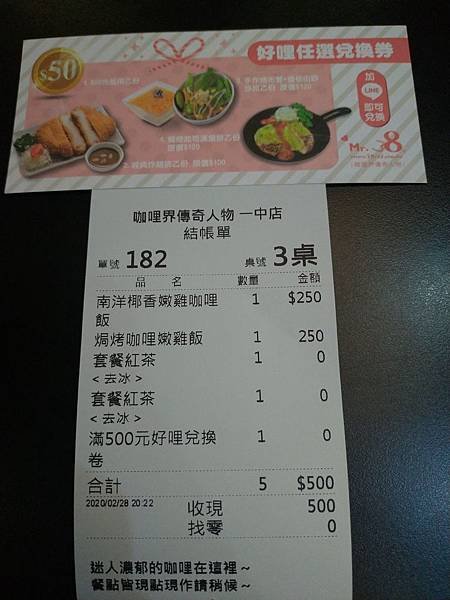 好哩任選兌換券
$50
加
LINE
即可
兌換
Mr. 38
咖哩界傳奇人物 一中店
結帳單
單號 182 桌號 3桌
品 名 數量 金額
南洋椰香嫩雞咖哩 1 $250
飯
焗烤咖哩嫩雞飯 1 250
套餐紅茶 1 0
<去冰>
套餐紅茶 1 0
<去冰>
滿500元好哩兌換 1 0
卷
合計 5 $500
2020/02/28 20:22 收現 500
找零 0
迷人濃郁的咖哩在這裡～
餐點皆現點現作請稍候～